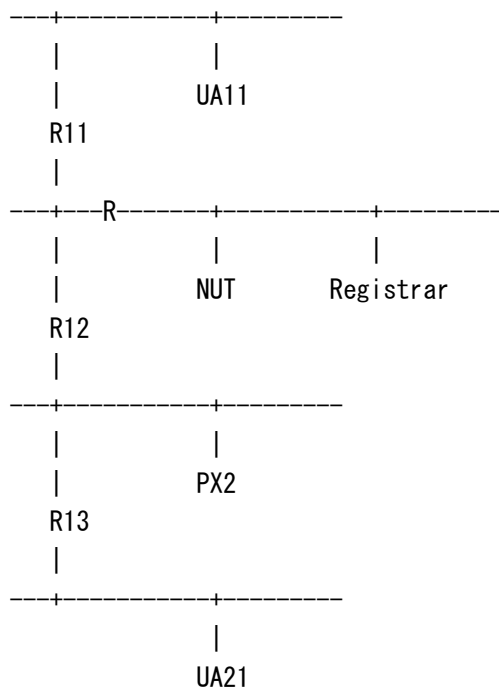 ---+-----------+---------
   |           |
   |          UA11
  R11
   |
---+---R-------+-----------+---------
   |           |           |
   |          NUT      Registrar
  R12
   |
---+-----------+---------
   |           |
   |          PX2
  R13
   |
---+-----------+---------
               |
              UA21